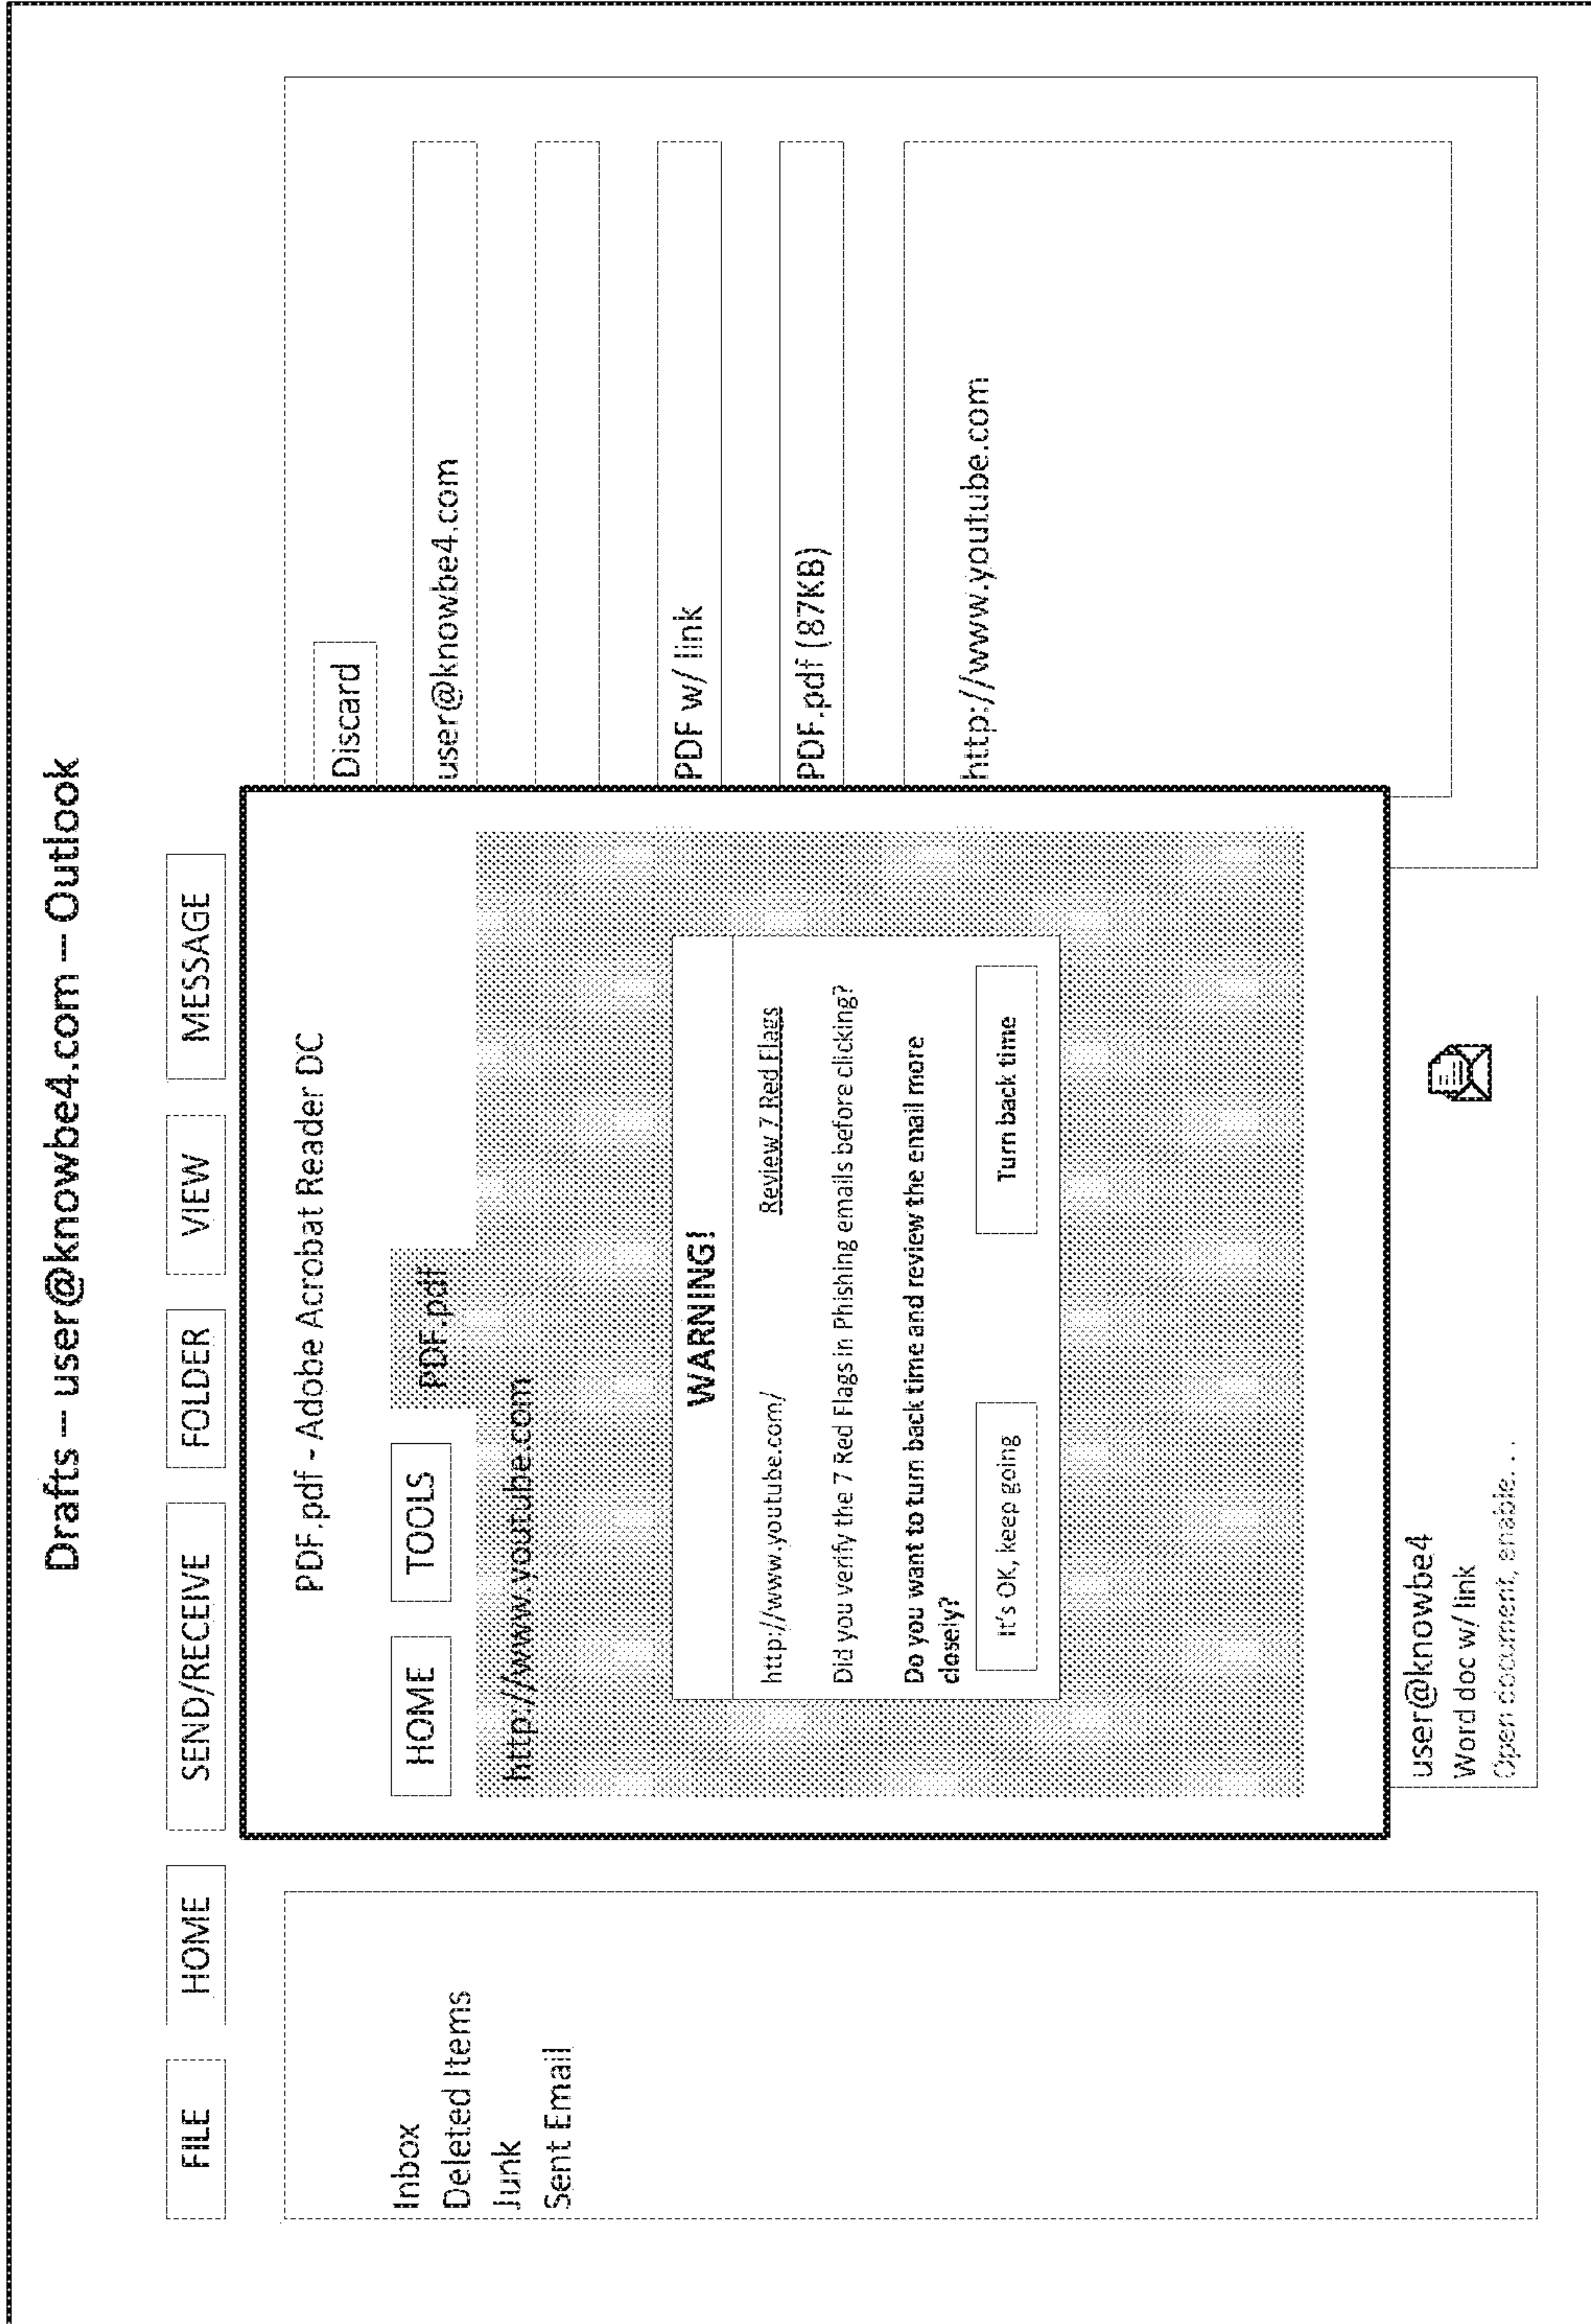 Drafts -- user@knowbe4.com -- Outlook
FILE HOME SEND/RECEIVE FOLDER VIEW MESSAGE
Inbox
Deleted Items
Junk
Sent Email
PDF.pdf - Adobe Acrobat Reader DC
HOME TOOLS PDF.pdf
http://www.youtube.com
WARNING!
http://www.youtube.com/ Review 7 Red Flags
Did you verify the 7 Red Flags in Phishing emails before clicking?
Do you want to turn back time and review the email more
closely?
It's OK, keep going Turn back time
user@knowbe4
Word doc w/ link
Open document, enable. . .
Discard
user@knowbe4.com
PDF w/ link
PDF.pdf (87KB)
http://www.youtube.com